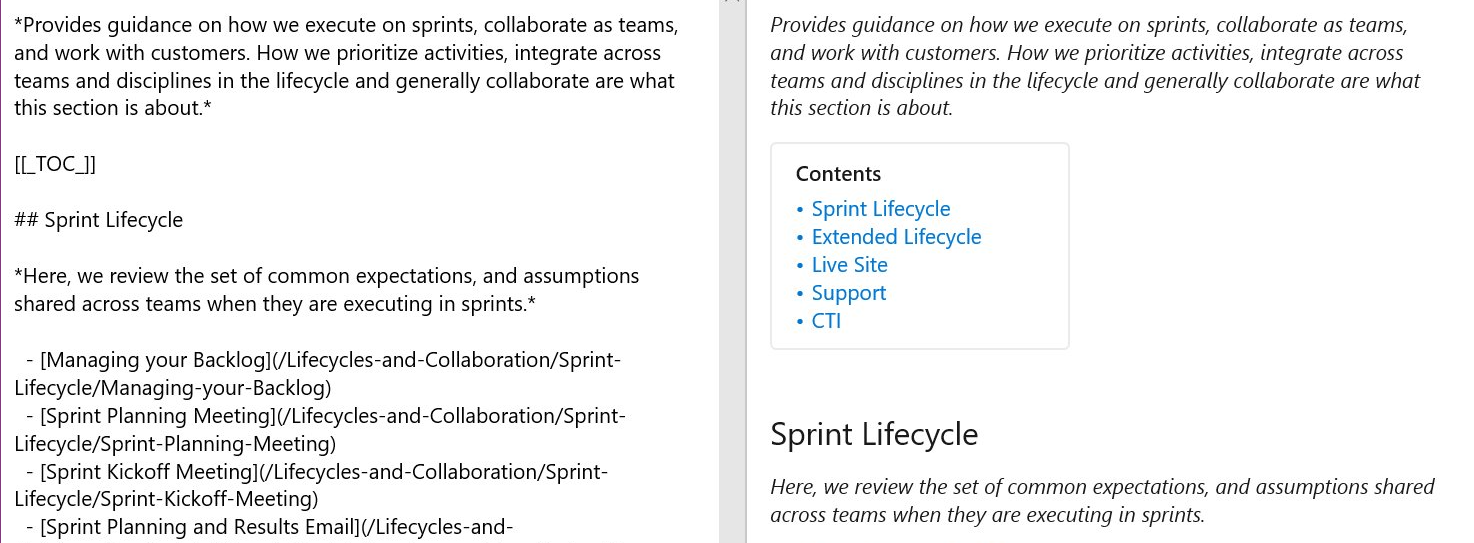 *Provides guidance on how we execute on sprints, collaborate as teams,
and work with customers. How we prioritize activities, integrate across
teams and disciplines in the lifecycle and generally collaborate are what
this section is about.*
[[_TOC_]]
## Sprint Lifecycle
*Here, we review the set of common expectations, and assumptions
shared across teams when they are executing in sprints.*
- [Managing your Backlog](/Lifecycles-and-Collaboration/Sprint-
Lifecycle/Managing-your-Backlog)
- [Sprint Planning Meeting](/Lifecycles-and-Collaboration/Sprint-
Lifecycle/Sprint-Planning-Meeting)
- [Sprint Kickoff Meeting](/Lifecycles-and-Collaboration/Sprint-
Lifecycle/Sprint-Kickoff-Meeting)
- [Sprint Planning and Results Email](/Lifecycles-and-
Provides guidance on how we execute on sprints, collaborate as teams,
and work with customers. How we prioritize activities, integrate across
teams and disciplines in the lifecycle and generally collaborate are what
this section is about.
Contents
• Sprint Lifecycle
• Extended Lifecycle
• Live Site
• Support
• CTI
Sprint Lifecycle
Here, we review the set of common expectations, and assumptions shared
across teams when they are executing in sprints.